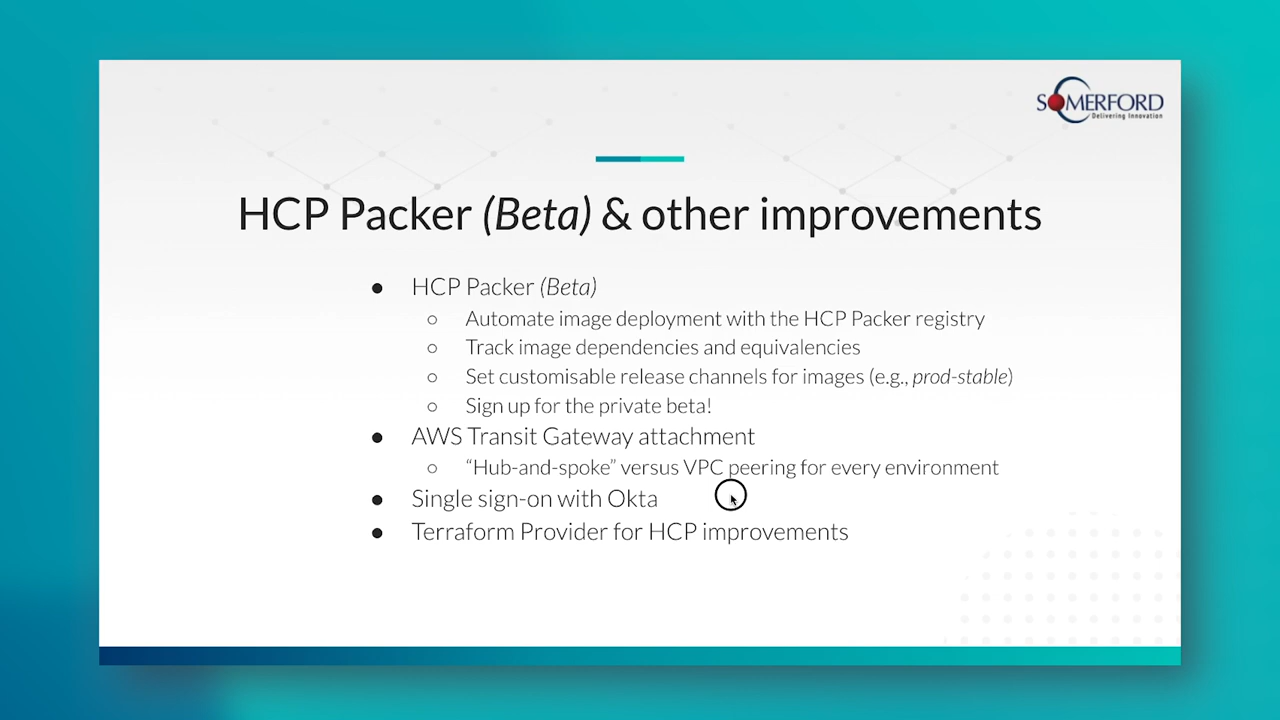 SOMERFORD
Delivering Innovation
HCP Packer (Beta) & other improvements
● HCP Packer (Beta)
○ Automate image deployment with the HCP Packer registry
○ Track image dependencies and equivalencies
○ Set customisable release channels for images (e.g., prod-stable)
○ Sign up for the private beta!
● AWS Transit Gateway attachment
○ “Hub-and-spoke” versus VPC peering for every environment
● Single sign-on with Okta
● Terraform Provider for HCP improvements